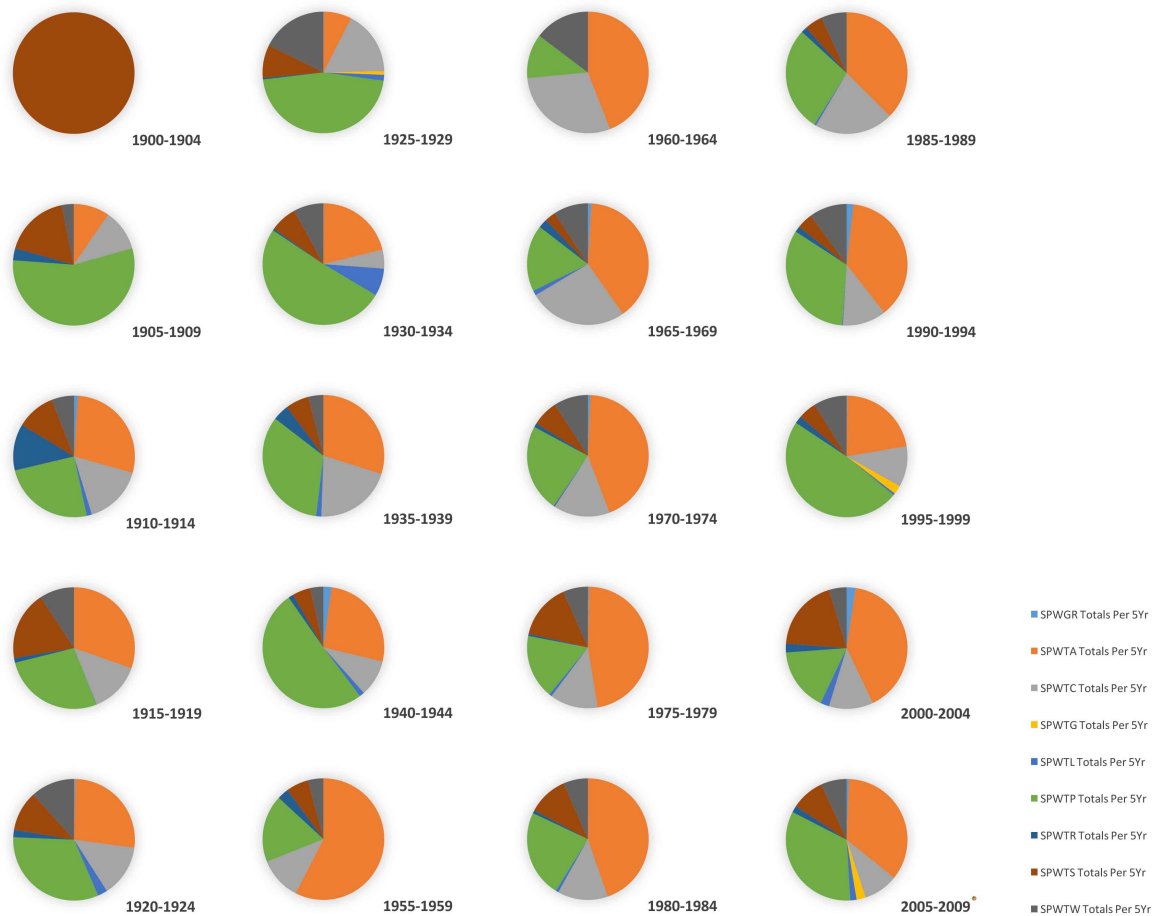 1900-1904
1925-1929
1960-1964
1985-1989
1905-1909
1930-1934
1965-1969
1990-1994
1910-1914
1935-1939
1970-1974
1995-1999
1915-1919
1940-1944
1975-1979
2000-2004
1920-1924
1955-1959
1980-1984
2005-2009
SPWGR Totals Per 5Yr
SPWTA Totals Per 5Yr
SPWTC Totals Per 5Yr
SPWTG Totals Per 5Yr
SPWTL Totals Per 5Yr
SPWTP Totals Per 5Yr
SPWTR Totals Per 5Yr
SPWTS Totals Per 5Yr
SPWTW Totals Per 5Yr